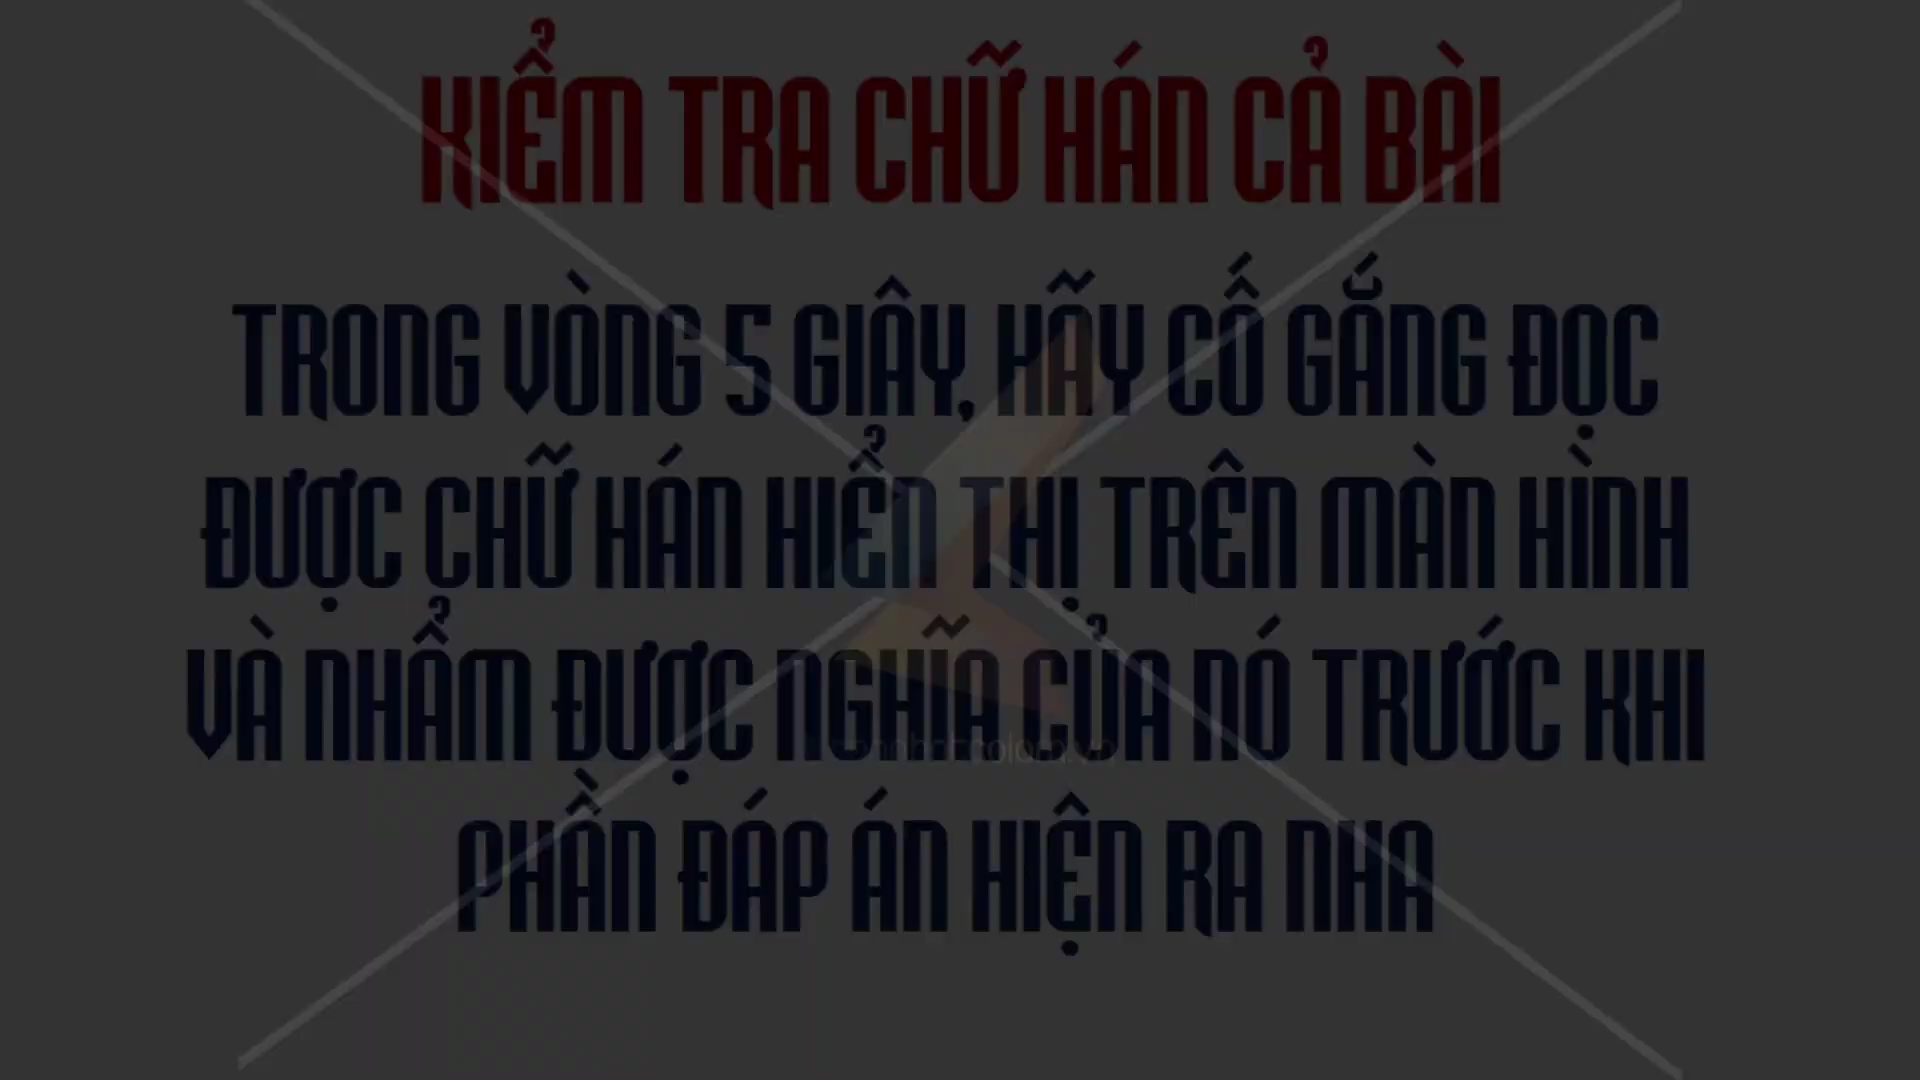 KIỂM TRA CHỮ HÁN CẢ BÀI
TRONG VÒNG 5 GIÂY, HÃY CỐ GẮNG ĐỌC
ĐƯỢC CHỮ HÁN HIỂN THỊ TRÊN MÀN HÌNH
VÀ NHẨM ĐƯỢC NGHĨA CỦA NÓ TRƯỚC KHI
PHẦN ĐÁP ÁN HIỆN RA NHA